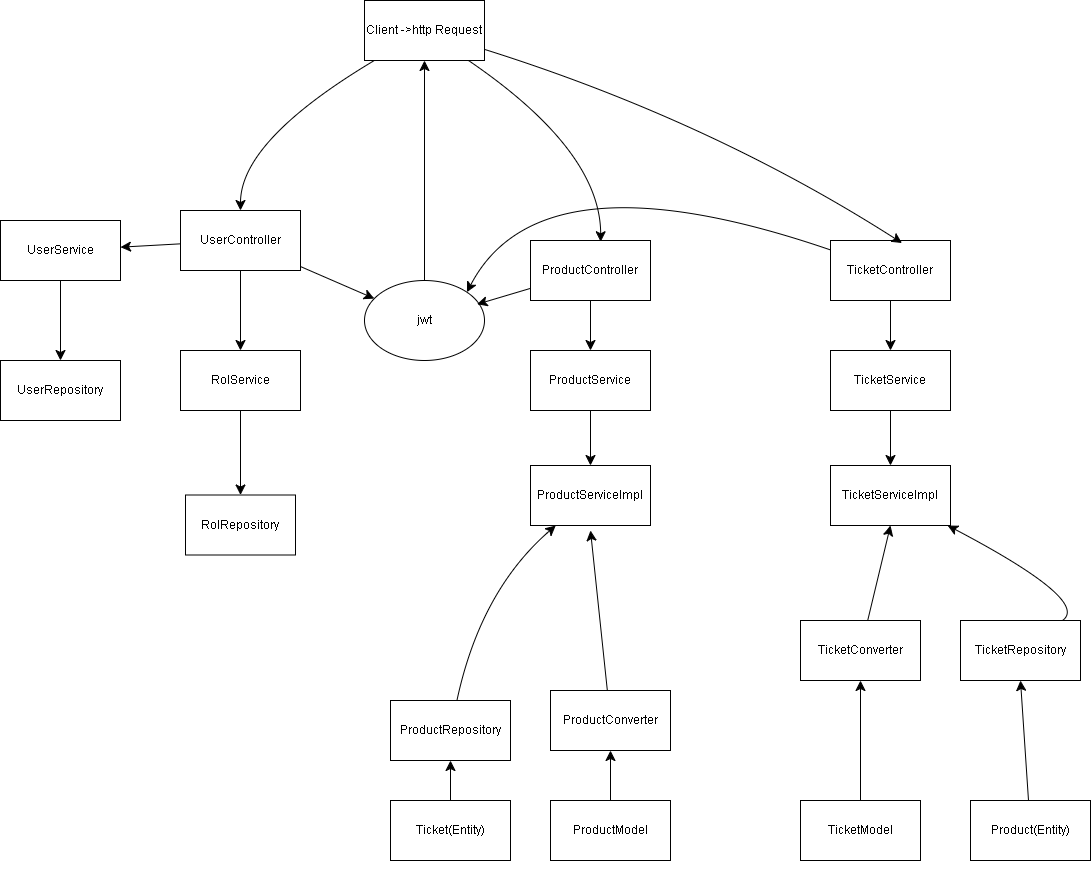 Client ->http Request
UserController
UserService
ProductController
TicketController
jwt
UserRepository
RolService
ProductService
TicketService
ProductServiceImpl
TicketServiceImpl
RolRepository
TicketConverter
TicketRepository
ProductRepository
ProductConverter
Ticket(Entity)
ProductModel
TicketModel
Product(Entity)